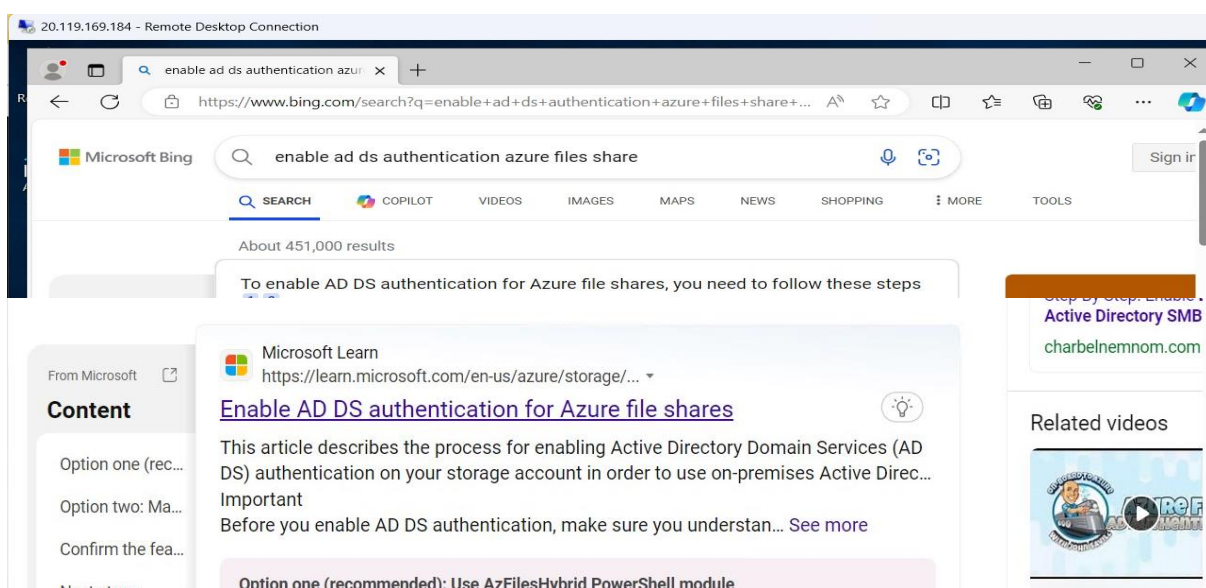 20.119.169.184 - Remote Desktop Connection
enable ad ds authentication azur
https://www.bing.com/search?q=enable+ad+ds+authentication+azure+files+share+...
Microsoft Bing
enable ad ds authentication azure files share
Sign in
SEARCH COPILOT VIDEOS IMAGES MAPS NEWS SHOPPING MORE TOOLS
About 451,000 results
To enable AD DS authentication for Azure file shares, you need to follow these steps
Active Directory SMB
charbelnemnom.com
Microsoft Learn
https://learn.microsoft.com/en-us/azure/storage/...
From Microsoft
Content
Enable AD DS authentication for Azure file shares
Related videos
This article describes the process for enabling Active Directory Domain Services (AD
DS) authentication on your storage account in order to use on-premises Active Direc...
Important
Before you enable AD DS authentication, make sure you understan... See more
Option one (rec...
Option two: Ma...
Confirm the fea...
Option one (recommended): Use AzFilesHybrid PowerShell module